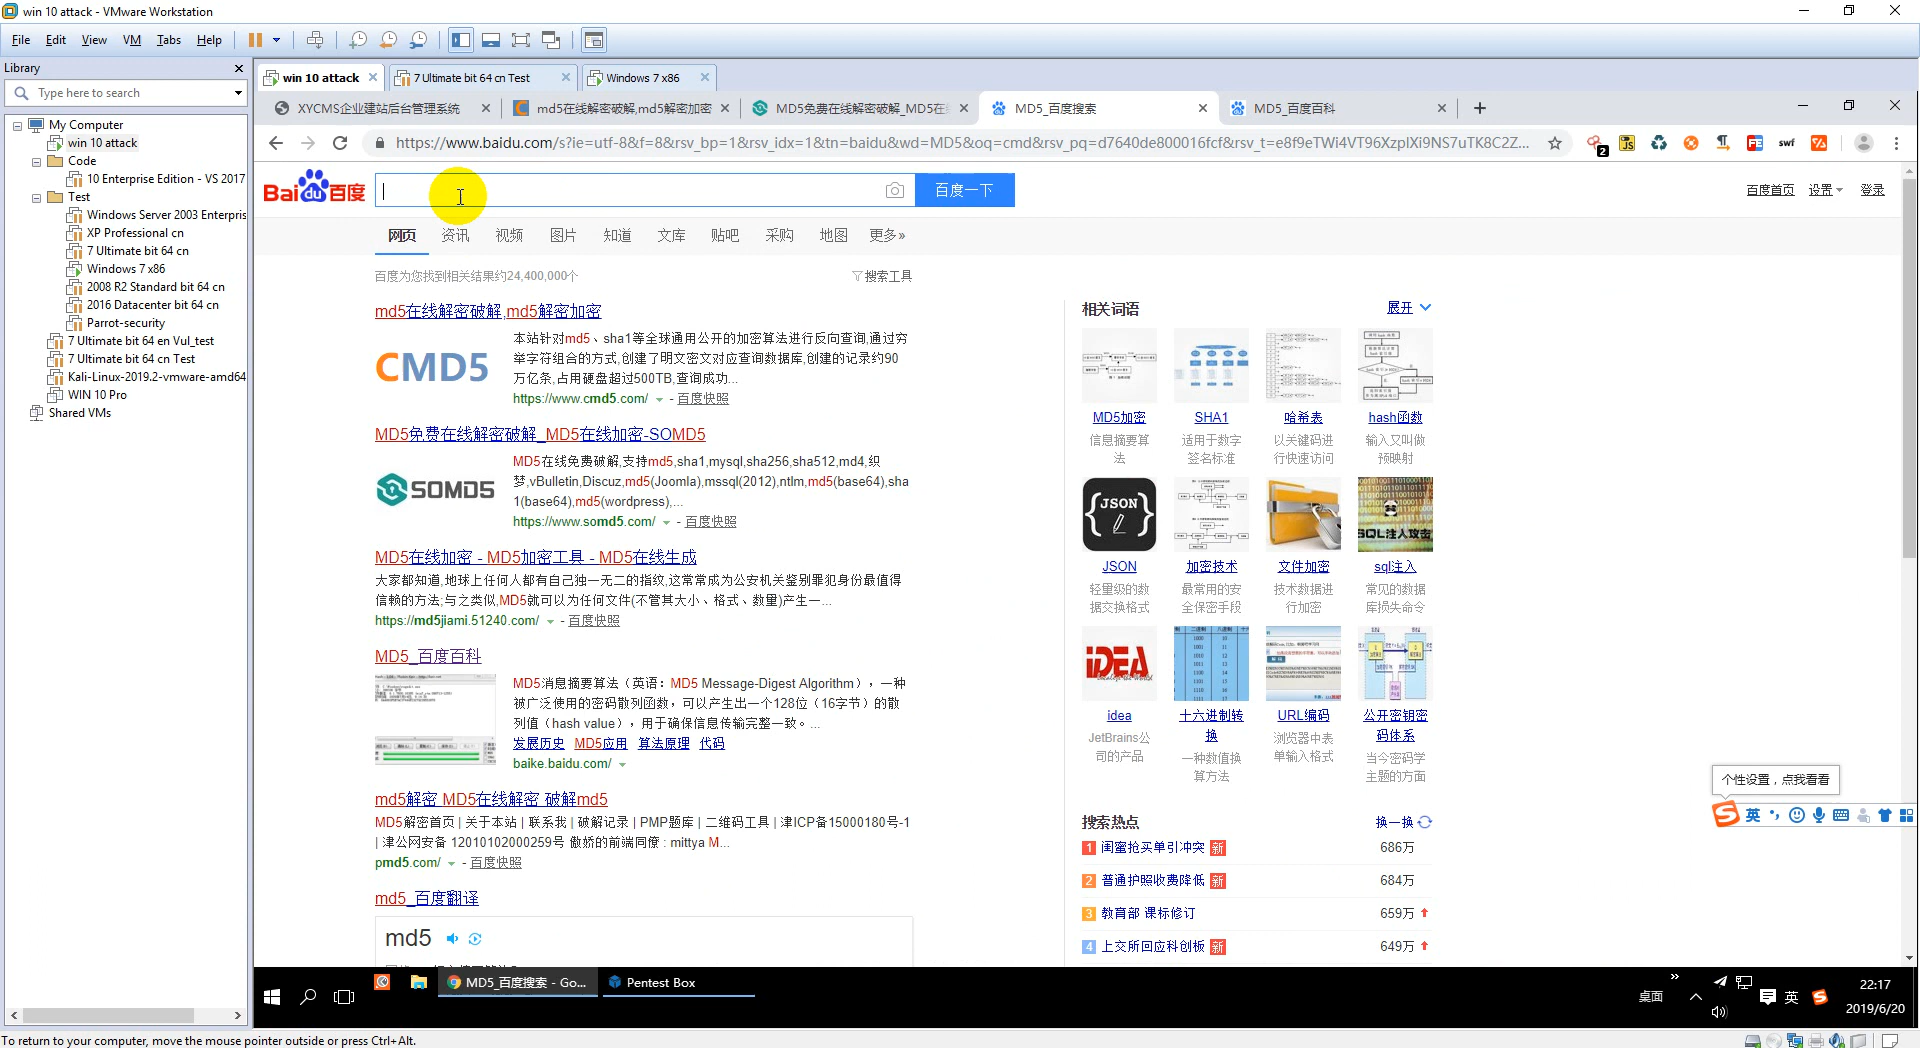 win 10 attack - VMware Workstation
File Edit View VM Tabs Help
Library
Type here to search
My Computer
win 10 attack
Code
10 Enterprise Edition - VS 2017
Test
Windows Server 2003 Enterpris
XP Professional cn
7 Ultimate bit 64 cn
Windows 7 x86
2008 R2 Standard bit 64 cn
2016 Datacenter bit 64 cn
Parrot-security
7 Ultimate bit 64 en Vul_test
7 Ultimate bit 64 cn Test
Kali-Linux-2019.2-vmware-amd64
WIN 10 Pro
Shared VMs
win 10 attack
7 Ultimate bit 64 cn Test
Windows 7 x86
XYCMS企业建站后台管理系统
md5在线解密破解,md5解密加密
MD5免费在线解密破解_MD5在线
MD5_百度搜索
MD5_百度百科
https://www.baidu.com/s?ie=utf-8&f=8&rsv_bp=1&rsv_idx=1&tn=baidu&wd=MD5&oq=cmd&rsv_pq=d7640de800016fcf&rsv_t=e8f9eTWi4VT96XzplXi9NS7uTK8C2Z...
2
JS
swf
Bai du 百度
百度一下
百度首页 设置 登录
网页 资讯 视频 图片 知道 文库 贴吧 采购 地图 更多»
百度为您找到相关结果约24,400,000个
搜索工具
md5在线解密破解,md5解密加密
CMD5
本站针对md5、sha1等全球通用公开的加密算法进行反向查询,通过穷
举字符组合的方式,创建了明文密文对应查询数据库,创建的记录约90
万亿条,占用硬盘超过500TB,查询成功...
https://www.cmd5.com/ - 百度快照
MD5免费在线解密破解_MD5在线加密-SOMD5
SOMD5
MD5在线免费破解,支持md5,sha1,mysql,sha256,sha512,md4,织
梦,vBulletin,Discuz,md5(Joomla),mssql(2012),ntlm,md5(base64),sha
1(base64),md5(wordpress),...
https://www.somd5.com/ - 百度快照
MD5在线加密 - MD5加密工具 - MD5在线生成
大家都知道,地球上任何人都有自己独一无二的指纹,这常常成为公安机关鉴别罪犯身份最值得
信赖的方法;与之类似,MD5就可以为任何文件(不管其大小、格式、数量)产生一...
https://md5jiami.51240.com/ - 百度快照
MD5_百度百科
MD5消息摘要算法（英语：MD5 Message-Digest Algorithm），一种
被广泛使用的密码散列函数，可以产生出一个128位（16字节）的散
列值（hash value），用于确保信息传输完整一致。...
发展历史 MD5应用 算法原理 代码
baike.baidu.com/
md5解密 MD5在线解密 破解md5
MD5解密首页 | 关于本站 | 联系我 | 破解记录 | PMP题库 | 二维码工具 | 津ICP备15000180号-1
| 津公网安备 12010102000259号 傲娇的前端同僚 : mittya M...
pmd5.com/ - 百度快照
md5_百度翻译
md5
相关词语
展开
MD5加密
信息摘要算
法
SHA1
适用于数字
签名标准
哈希表
以关键码进
行快速访问
hash函数
输入又叫做
预映射
JSON
JSON
轻量级的数
据交换格式
加密技术
最常用的安
全保密手段
文件加密
技术数据进
行加密
SQL注入攻击
sql注入
常见的数据
库损失命令
iDEA
idea
JetBrains公
司的产品
十六进制转
换
一种数值换
算方法
URL编码
浏览器中表
单输入格式
公开密钥密
码体系
当今密码学
主题的方面
搜索热点
换一换
1 闺蜜抢买单引冲突 新 686万
2 普通护照收费降低 新 684万
3 教育部 课标修订 659万
4 上交所回应科创板 新 649万
个性设置，点我看看
英
MD5_百度搜索 - Go...
Pentest Box
桌面
英
22:17
2019/6/20
To return to your computer, move the mouse pointer outside or press Ctrl+Alt.